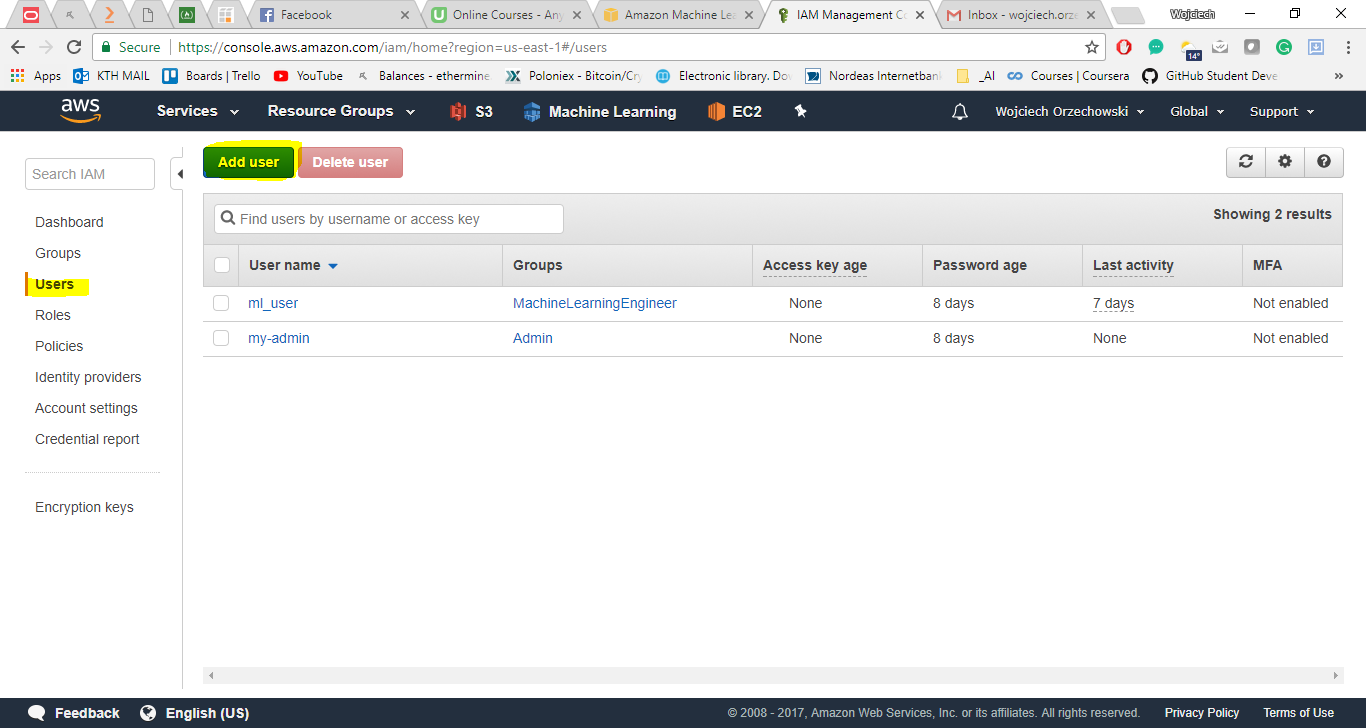 Facebook
Online Courses - Any
Amazon Machine Le
IAM Management Co
Inbox - wojciech.orze
Wojciech
Secure https://console.aws.amazon.com/iam/home?region=us-east-1#/users
14°
Apps KTH MAIL Boards | Trello YouTube Balances - ethermine. Poloniex - Bitcoin/Cry Electronic library. Do Nordeas Internetban _AI Courses | Coursera GitHub Student Deve »
aws Services Resource Groups S3 Machine Learning EC2 Wojciech Orzechowski Global Support
Search IAM
Dashboard
Groups
Users
Roles
Policies
Identity providers
Account settings
Credential report
Encryption keys
Add user Delete user
Find users by username or access key
Showing 2 results
User name Groups Access key age Password age Last activity MFA
ml_user MachineLearningEngineer None 8 days 7 days Not enabled
my-admin Admin None 8 days None Not enabled
Feedback English (US) © 2008 - 2017, Amazon Web Services, Inc. or its affiliates. All rights reserved. Privacy Policy Terms of Use